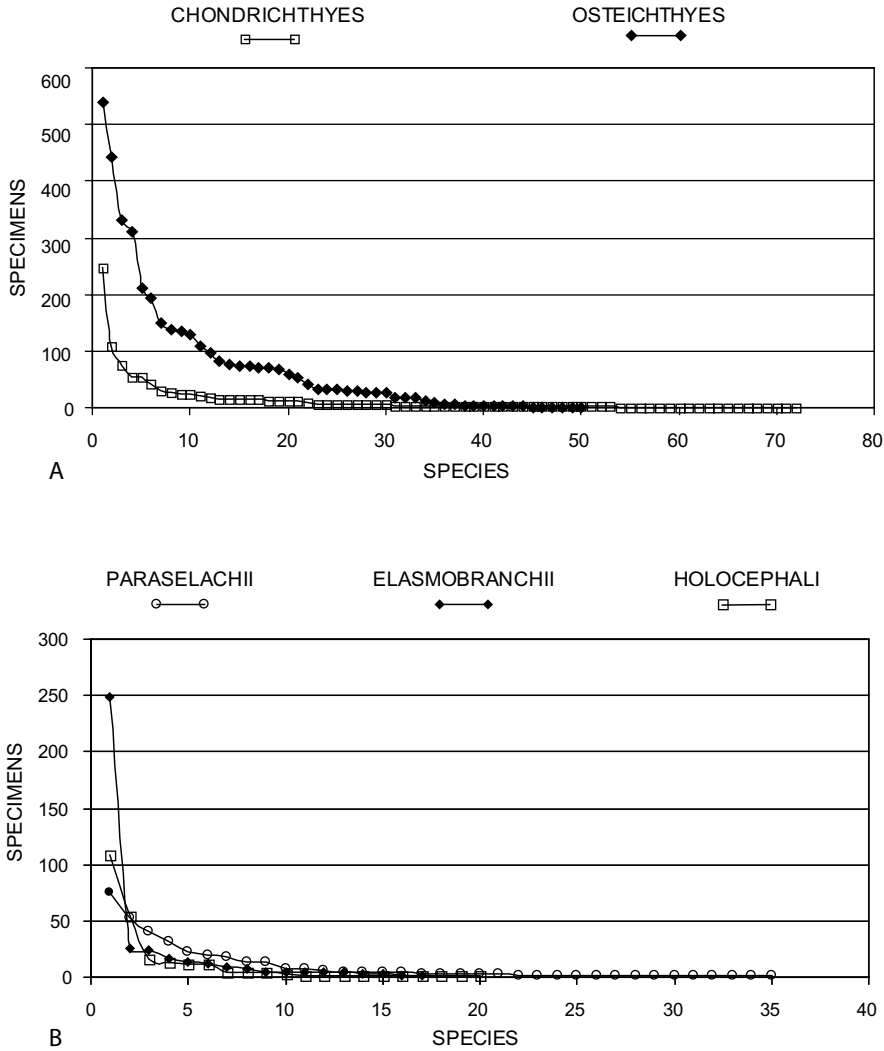 CHONDRICHTHYES OSTEICHTHYES
600
500
400
300
200
100
0
SPECIMENS
0 10 20 30 40 50 60 70 80
A SPECIES
PARASELACHII ELASMOBRANCHII HOLOCEPHALI
300
250
200
150
100
50
0
SPECIMENS
0 5 10 15 20 25 30 35 40
B SPECIES